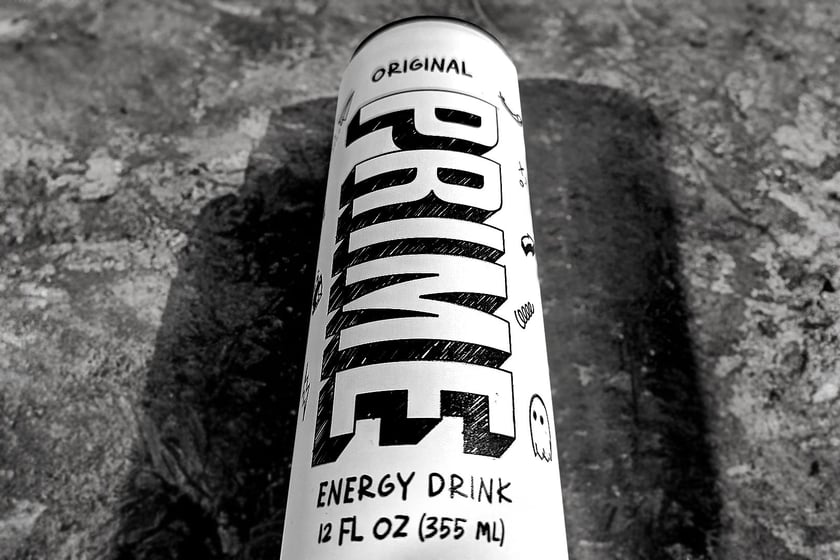 ORIGINAL
PRIME
ENERGY DRINK
12 FL OZ (355 ML)